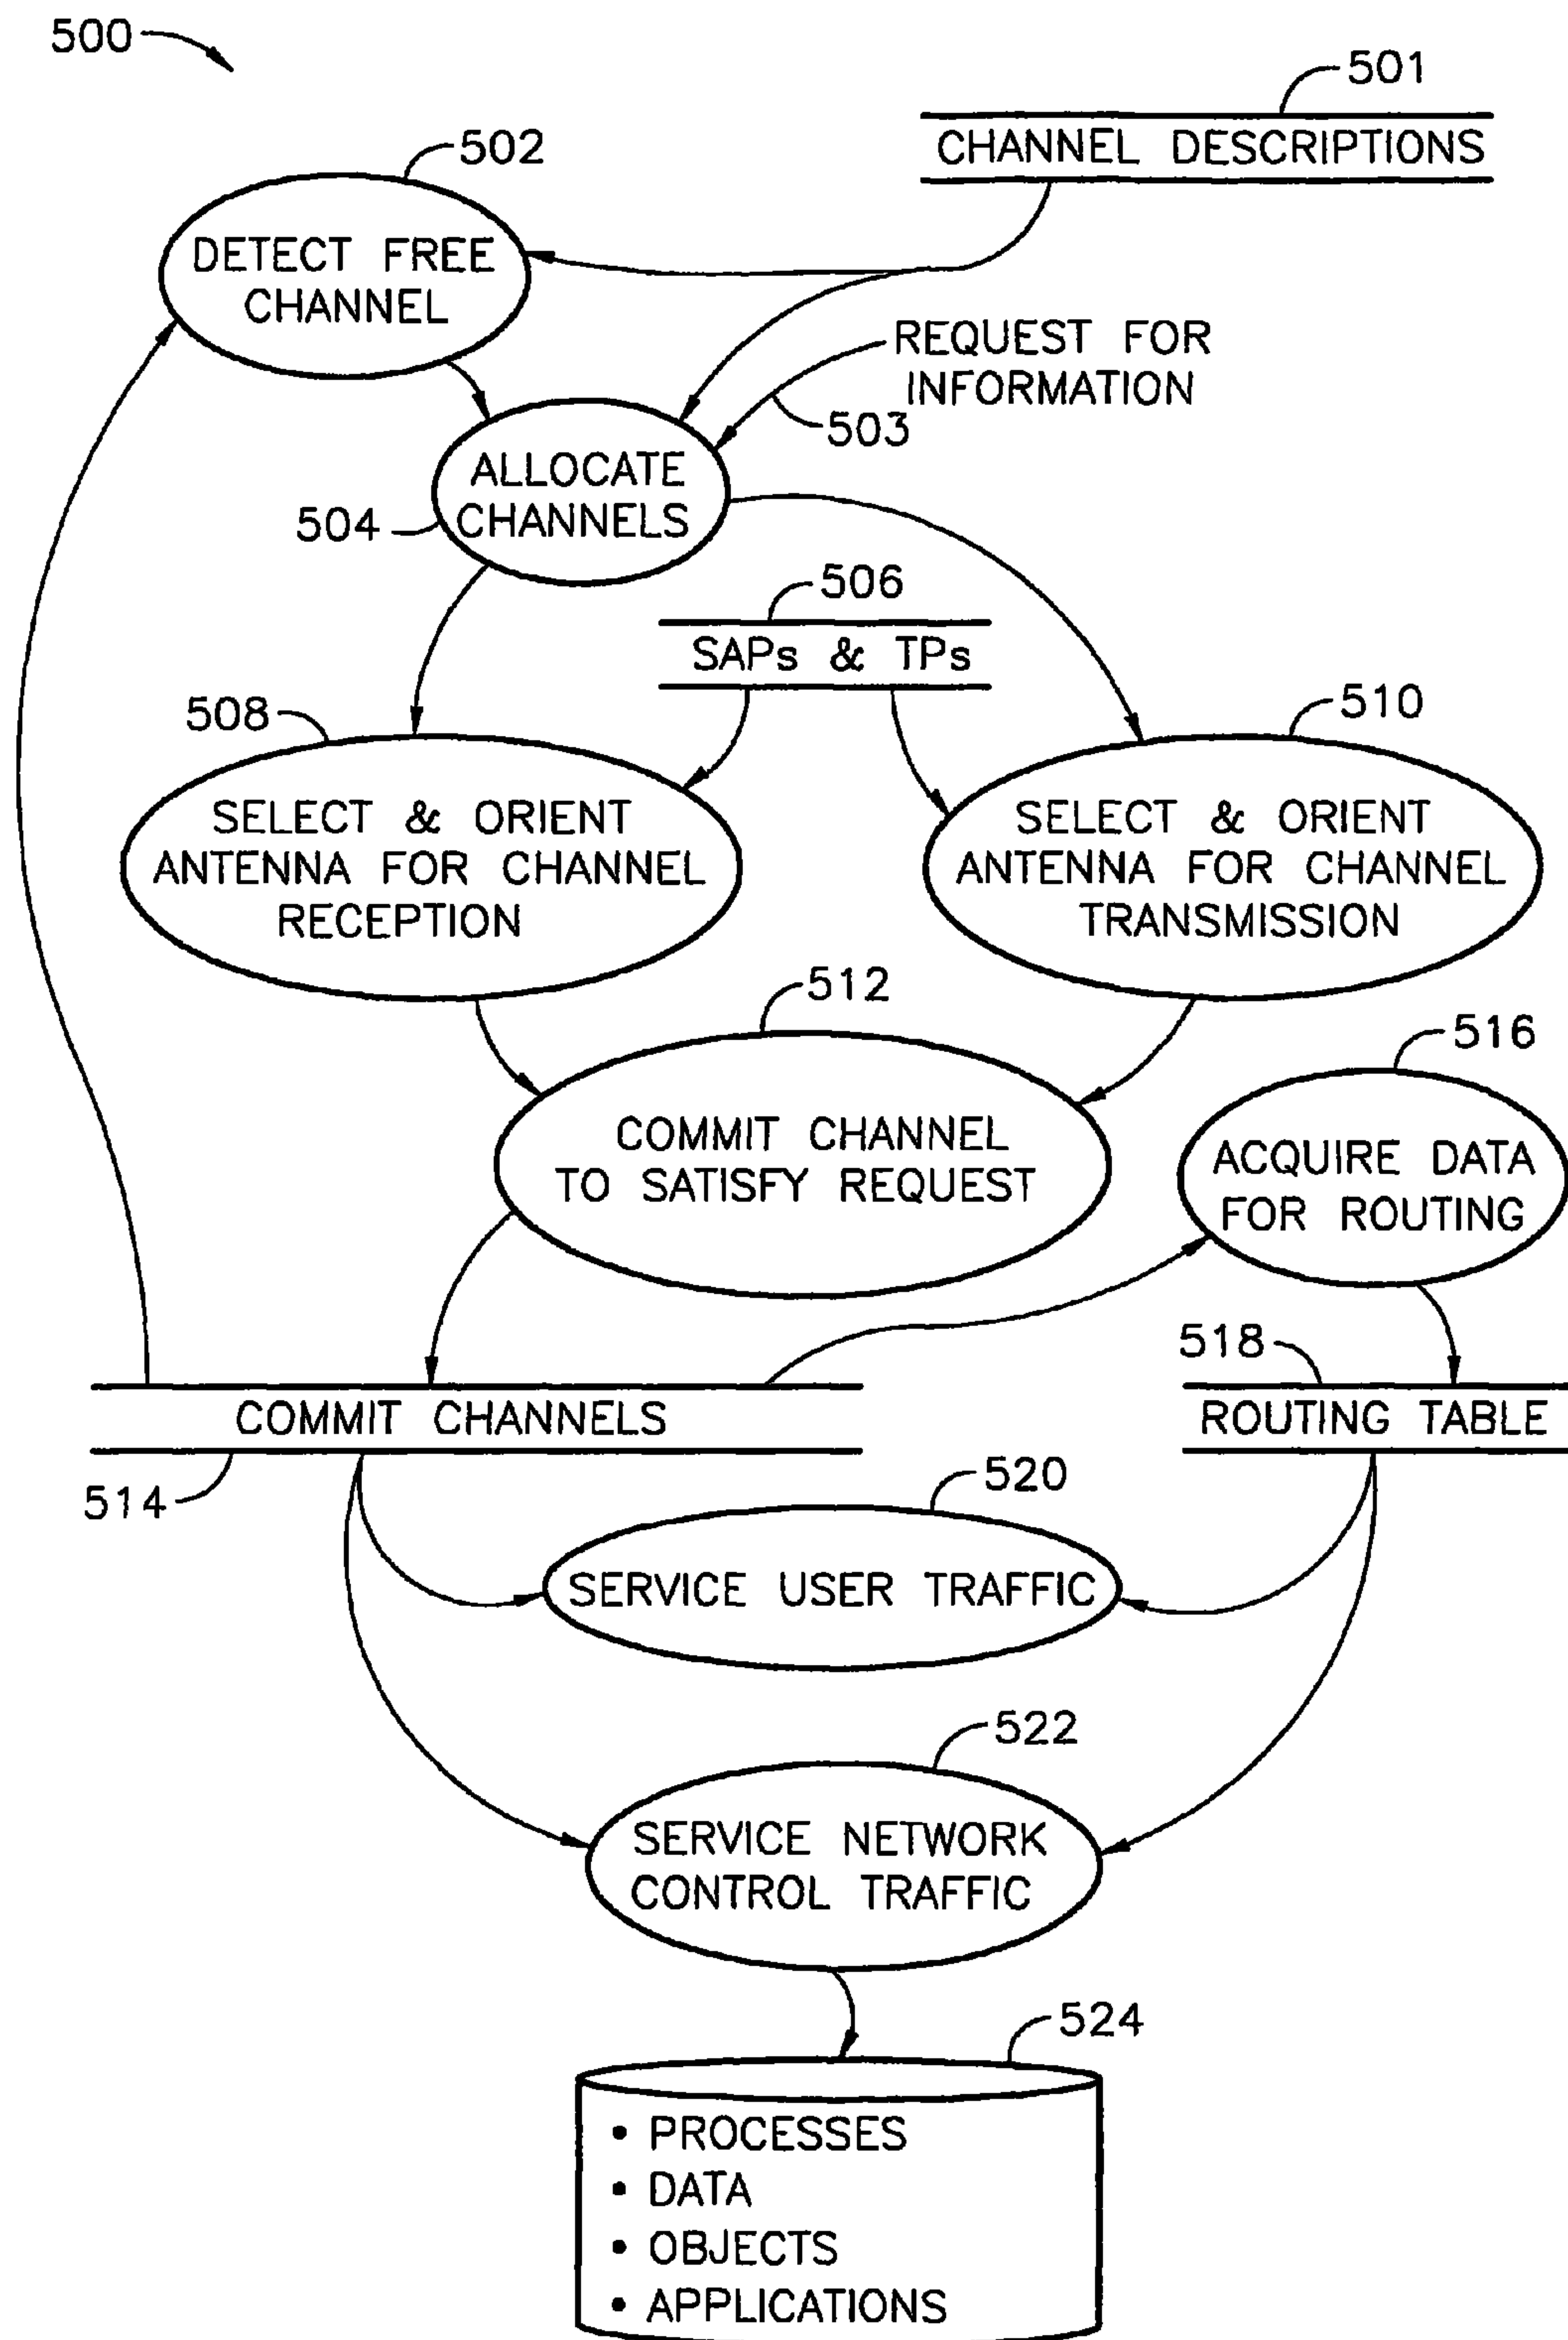 500
501
CHANNEL DESCRIPTIONS
502
DETECT FREE
CHANNEL
REQUEST FOR
INFORMATION
503
ALLOCATE
CHANNELS
504
506
SAPs & TPs
508
510
SELECT & ORIENT
ANTENNA FOR CHANNEL
RECEPTION
SELECT & ORIENT
ANTENNA FOR CHANNEL
TRANSMISSION
512
516
COMMIT CHANNEL
TO SATISFY REQUEST
ACQUIRE DATA
FOR ROUTING
518
COMMIT CHANNELS
ROUTING TABLE
514
520
SERVICE USER TRAFFIC
522
SERVICE NETWORK
CONTROL TRAFFIC
524
• PROCESSES
• DATA
• OBJECTS
• APPLICATIONS